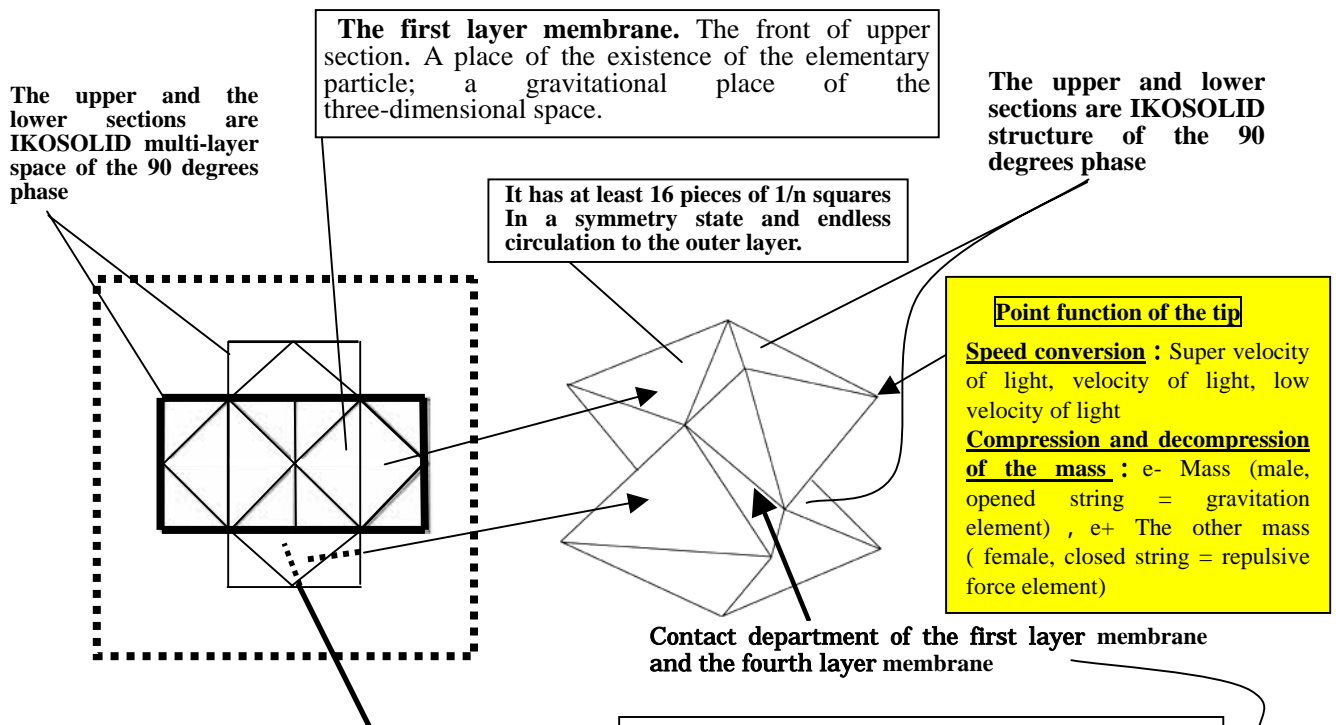 The first layer membrane. The front of upper
section. A place of the existence of the elementary
particle; a gravitational place of the
three-dimensional space.
The upper and the
lower sections are
IKOSOLID multi-layer
space of the 90 degrees
phase
The upper and lower
sections are IKOSOLID
structure of the 90
degrees phase
It has at least 16 pieces of 1/n squares
In a symmetry state and endless
circulation to the outer layer.
Point function of the tip
Speed conversion : Super velocity
of light, velocity of light, low
velocity of light
Compression and decompression
of the mass : e- Mass (male,
opened string = gravitation
element) , e+ The other mass
( female, closed string = repulsive
force element)
Contact department of the first layer membrane
and the fourth layer membrane